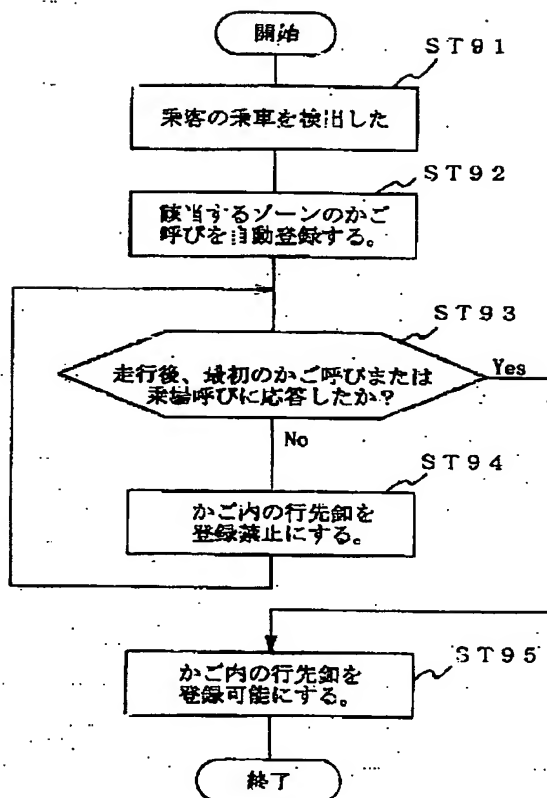 開始
ST91
乗客の乗車を検出した
ST92
該当するゾーンのかご
呼びを自動登録する。
ST93
走行後、最初のかご呼びまたは
乗場呼びに応答したか?
Yes
No
ST94
かご内の行先釦を
登録禁止にする。
ST95
かご内の行先釦を
登録可能にする。
終了